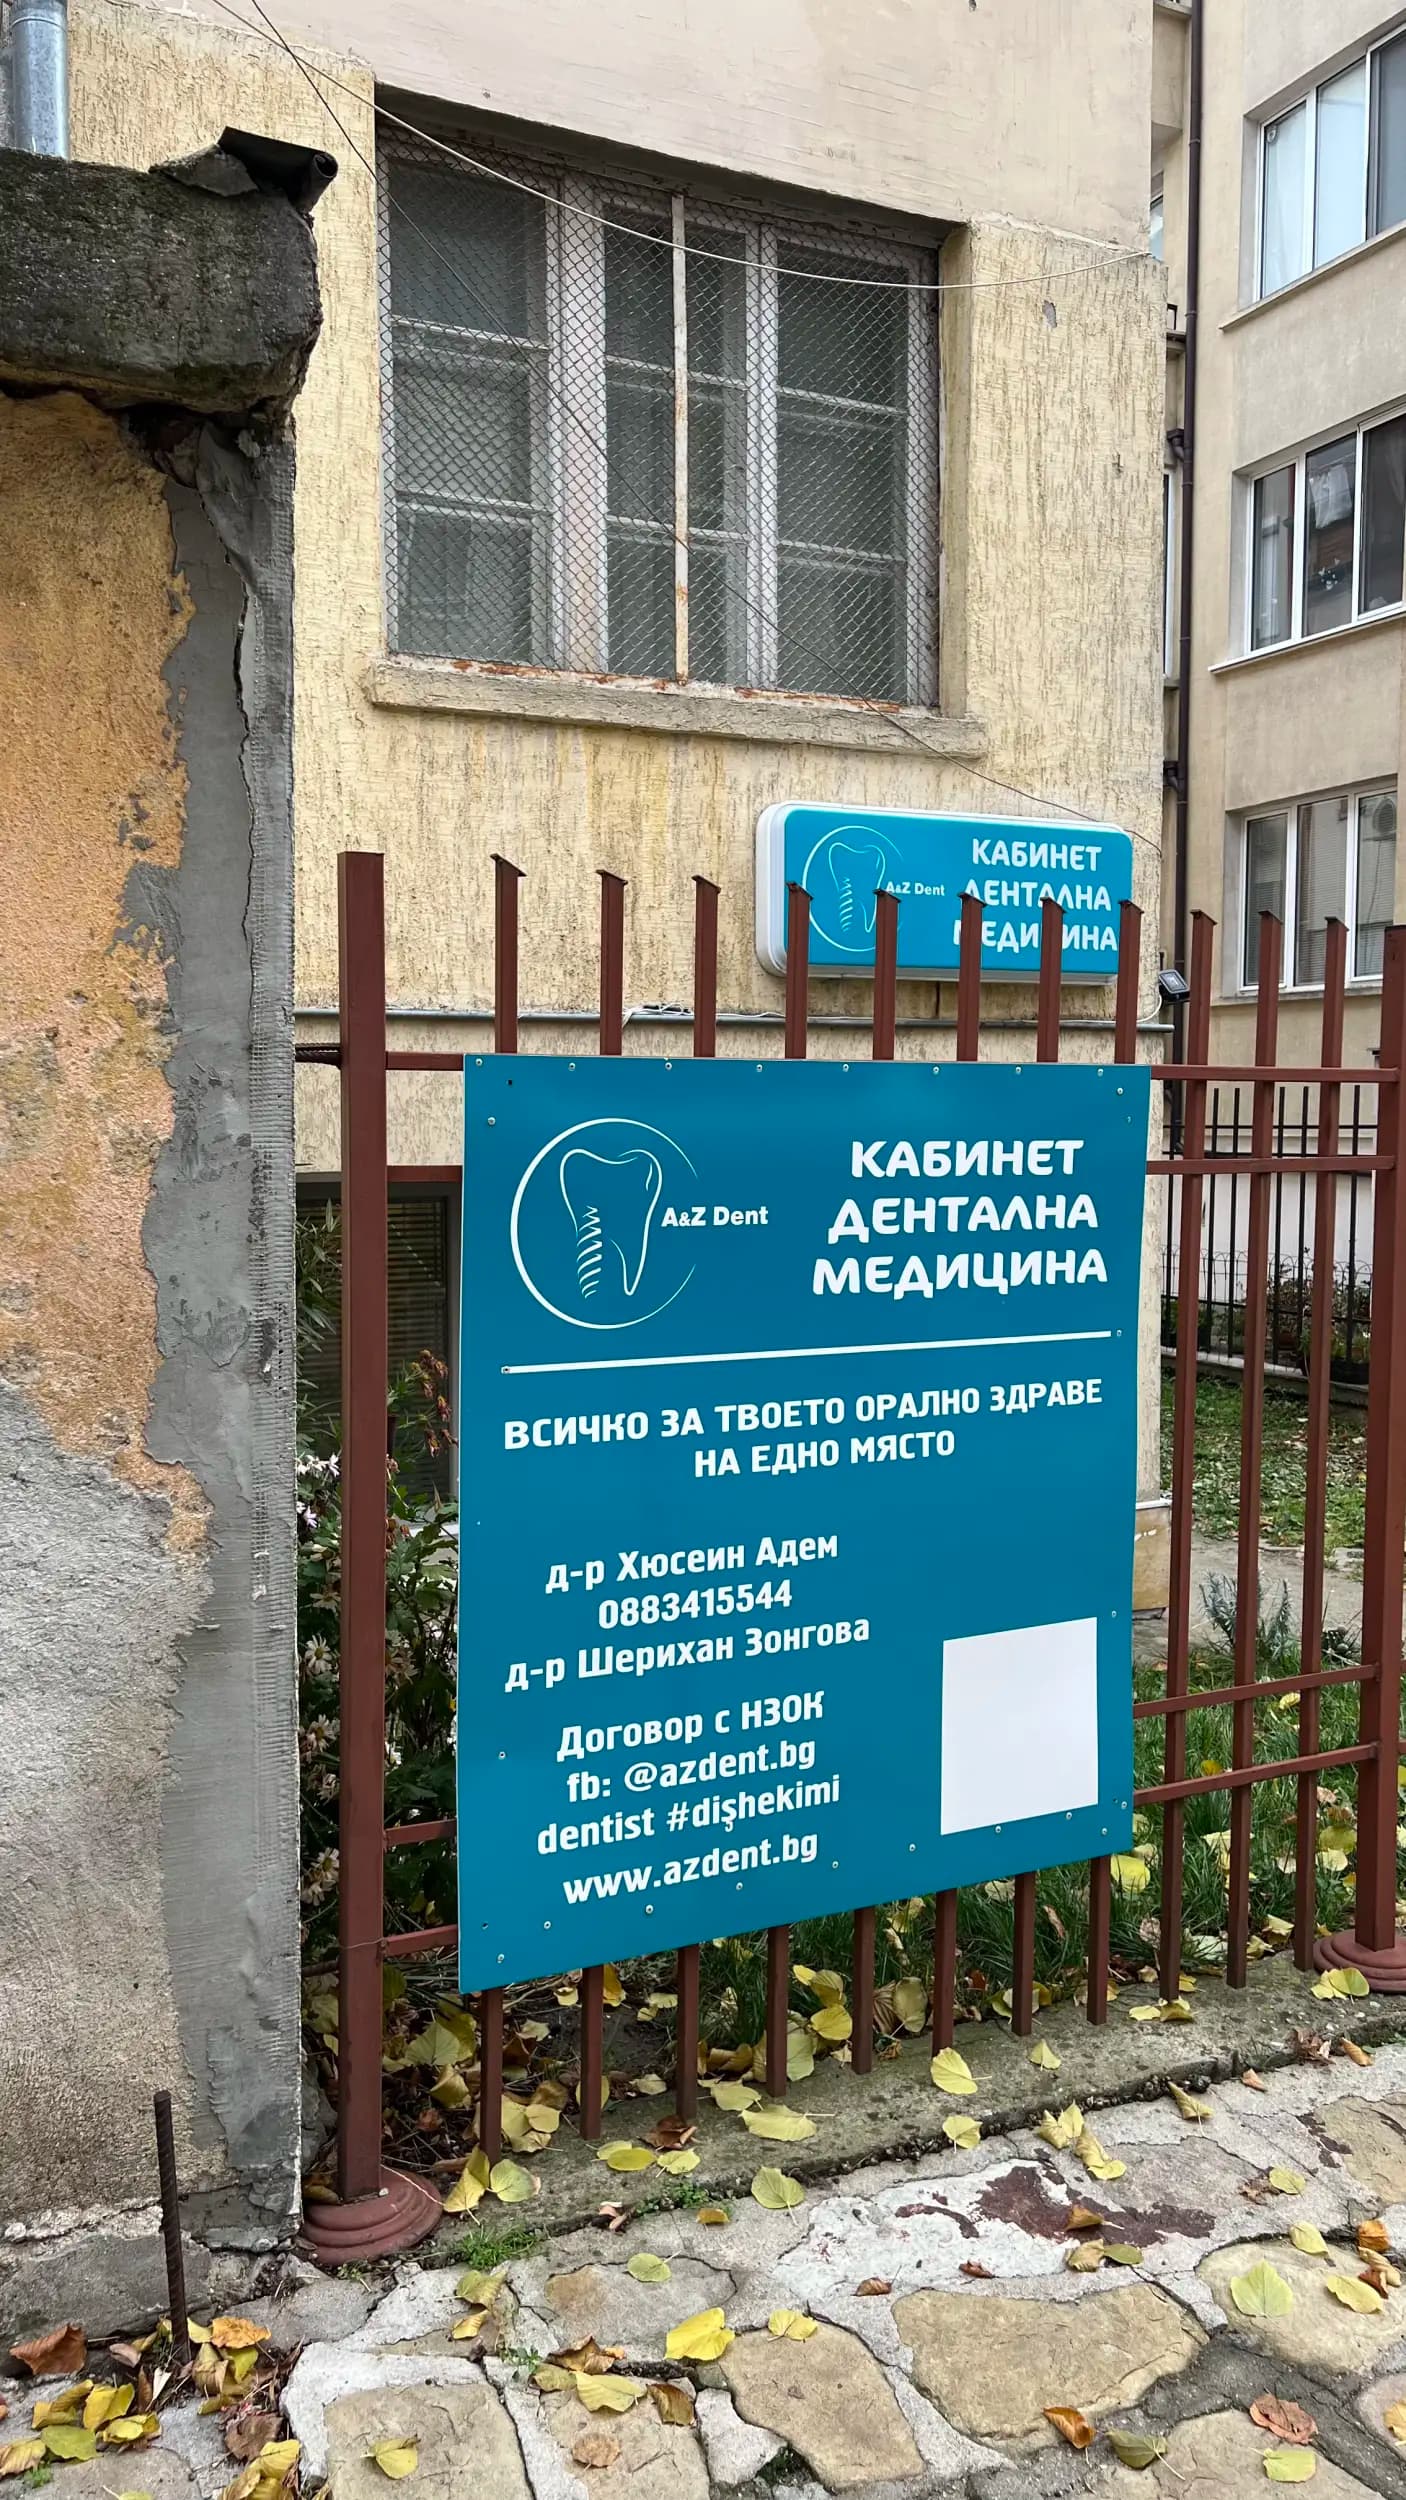 A&Z Dent
КАБИНЕТ
ДЕНТАЛНА
МЕДИЦИНА
A&Z Dent
КАБИНЕТ
ДЕНТАЛНА
МЕДИЦИНА
ВСИЧКО ЗА ТВОЕТО ОРАЛНО ЗДРАВЕ
НА ЕДНО МЯСТО
д-р Хюсеин Адем
0883415544
д-р Шерихан Зонгова
Договор с НЗОК
fb: @azdent.bg
dentist #dişhekimi
www.azdent.bg